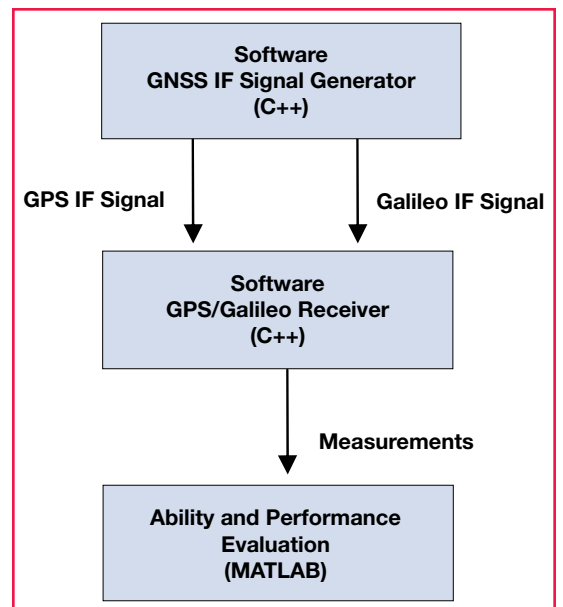 Software
GNSS IF Signal Generator
(C++)
GPS IF Signal
Galileo IF Signal
Software
GPS/Galileo Receiver
(C++)
Measurements
Ability and Performance
Evaluation
(MATLAB)